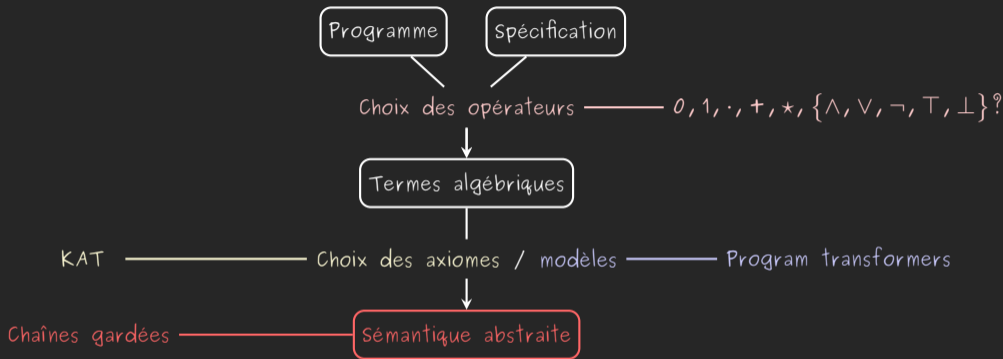 Programme Spécification
Choix des opérateurs 0, 1, ·, +, ⋆, {∧, ∨, ¬, ⊤, ⊥}?
Termes algébriques
KAT Choix des axiomes / modèles Program transformers
Chaînes gardées Sémantique abstraite